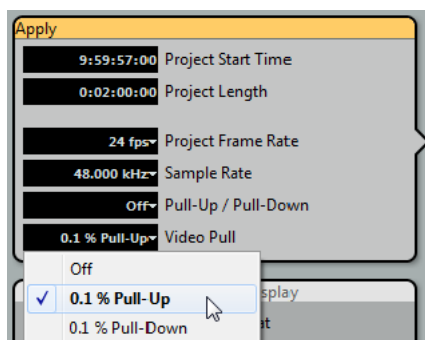 Apply
9:59:57:00 Project Start Time
0:02:00:00 Project Length
24 fps Project Frame Rate
48.000 kHz Sample Rate
Off Pull-Up / Pull-Down
0.1 % Pull-Up Video Pull
Off
0.1 % Pull-Up
0.1 % Pull-Down